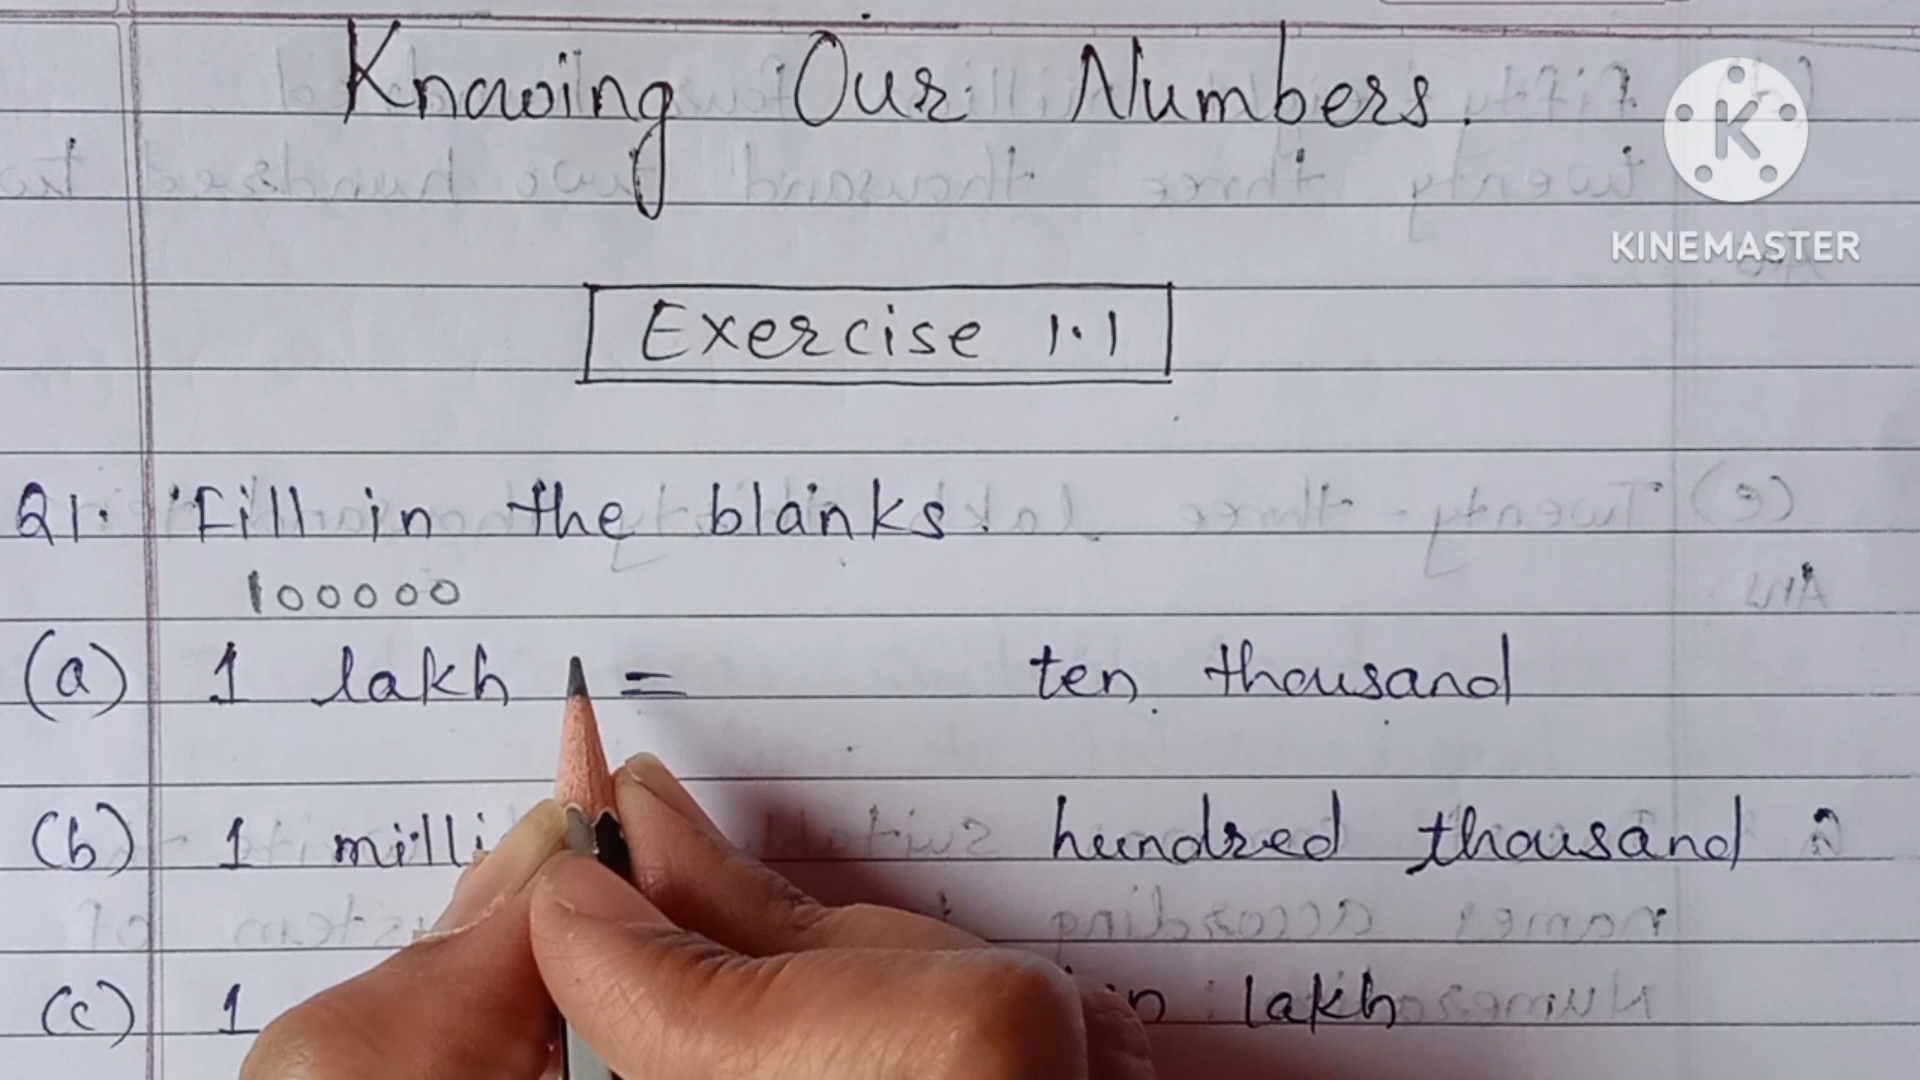 Knowing Our Numbers.
KINEMASTER
Exercise 1.1
Q1. Fill in the blanks.
100000
(a) 1 lakh = ten thousand
(b) 1 milli hundred thousand
(c) 1 lakh